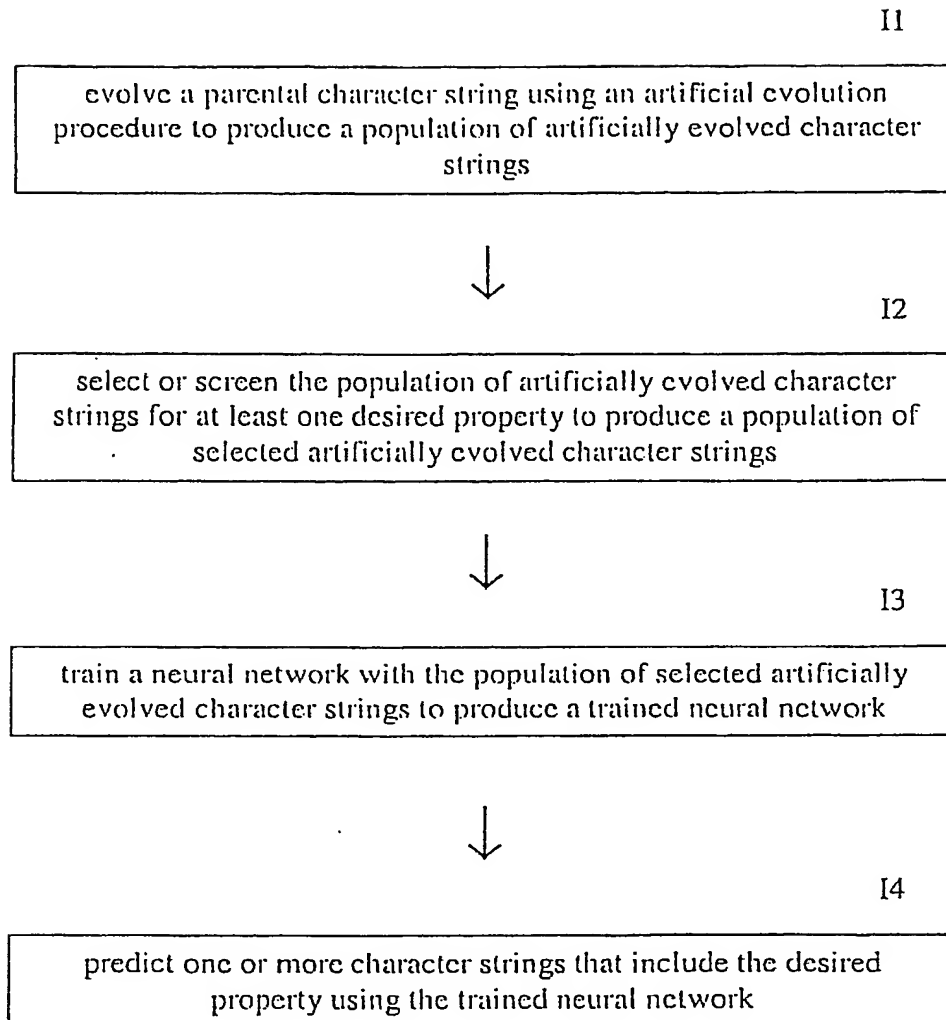 I1
evolve a parental character string using an artificial evolution
procedure to produce a population of artificially evolved character
strings
I2
select or screen the population of artificially evolved character
strings for at least one desired property to produce a population of
selected artificially evolved character strings
I3
train a neural network with the population of selected artificially
evolved character strings to produce a trained neural network
I4
predict one or more character strings that include the desired
property using the trained neural network